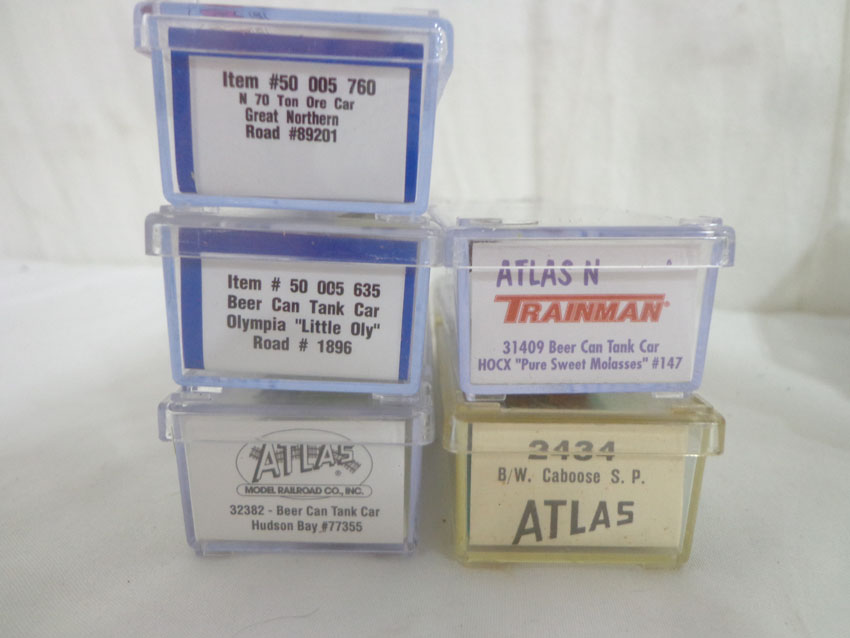 Item #50 005 760
N 70 Ton Ore Car
Great Northern
Road #89201
Item # 50 005 635
Beer Can Tank Car
Olympia "Little Oly"
Road # 1896
ATLAS N
TRAINMAN®
31409 Beer Can Tank Car
HOCX "Pure Sweet Molasses" #147
ATLAS®
MODEL RAILROAD CO., INC.
32382 - Beer Can Tank Car
Hudson Bay #77355
2434
B/W. Caboose S. P.
ATLAS